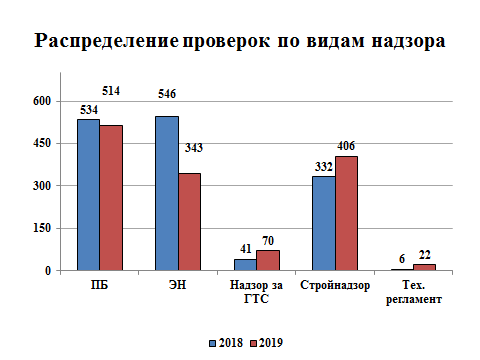 Распределение проверок по видам надзора
600
450
300
150
0
534
514
546
343
41
70
332
406
6
22
ПБ
ЭН
Надзор за
ГТС
Стройнадзор
Тех.
регламент
2018
2019